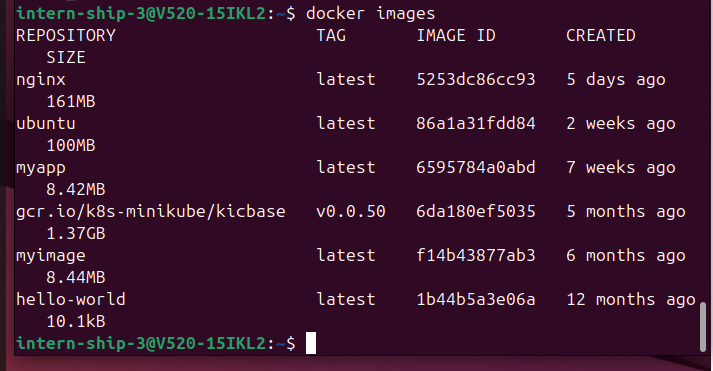 intern-ship-3@V520-15IKL2:~$ docker images
REPOSITORY                    TAG       IMAGE ID       CREATED
   SIZE
nginx                         latest    5253dc86cc93   5 days ago
   161MB
ubuntu                        latest    86a1a31fdd84   2 weeks ago
   100MB
myapp                         latest    6595784a0abd   7 weeks ago
   8.42MB
gcr.io/k8s-minikube/kicbase   v0.0.50   6da180ef5035   5 months ago
   1.37GB
myimage                       latest    f14b43877ab3   6 months ago
   8.44MB
hello-world                   latest    1b44b5a3e06a   12 months ago
   10.1kB
intern-ship-3@V520-15IKL2:~$